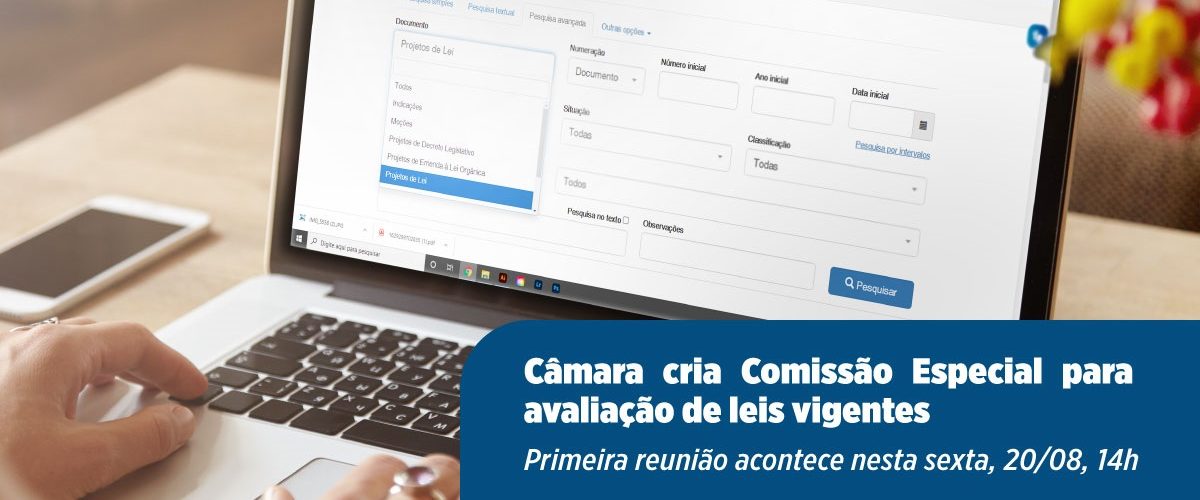 Pesquisa textual
Pesquisa avançada
Outras opções
Documento
Projetos de Lei
Todos
Indicações
Moções
Projetos de Decreto Legislativo
Projetos de Emenda à Lei Orgânica
Projetos de Lei
Numeração
Documento
Número inicial
Ano inicial
Data inicial
Pesquisa por intervalos
Situação
Todas
Classificação
Todas
Todos
Pesquisa no texto
Observações
Pesquisar
Digite aqui para pesquisar
Câmara cria Comissão Especial para
avaliação de leis vigentes
Primeira reunião acontece nesta sexta, 20/08, 14h